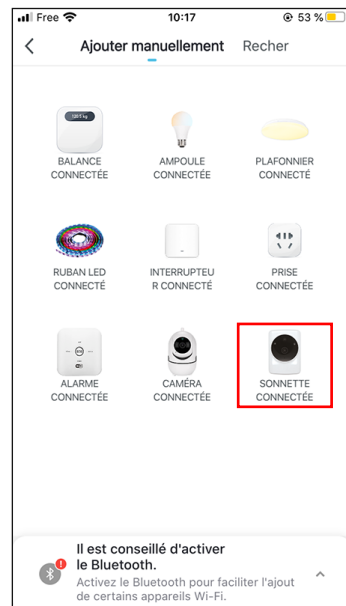 Free 10:17 53 %
Ajouter manuellement Recher
BALANCE CONNECTÉE
AMPOULE CONNECTÉE
PLAFONNIER CONNECTÉ
RUBAN LED CONNECTÉ
INTERRUPTEU R CONNECTÉ
PRISE CONNECTÉE
ALARME CONNECTÉE
CAMÉRA CONNECTÉE
SONNETTE CONNECTÉE
Il est conseillé d'activer
le Bluetooth.
Activez le Bluetooth pour faciliter l'ajout
de certains appareils Wi-Fi.